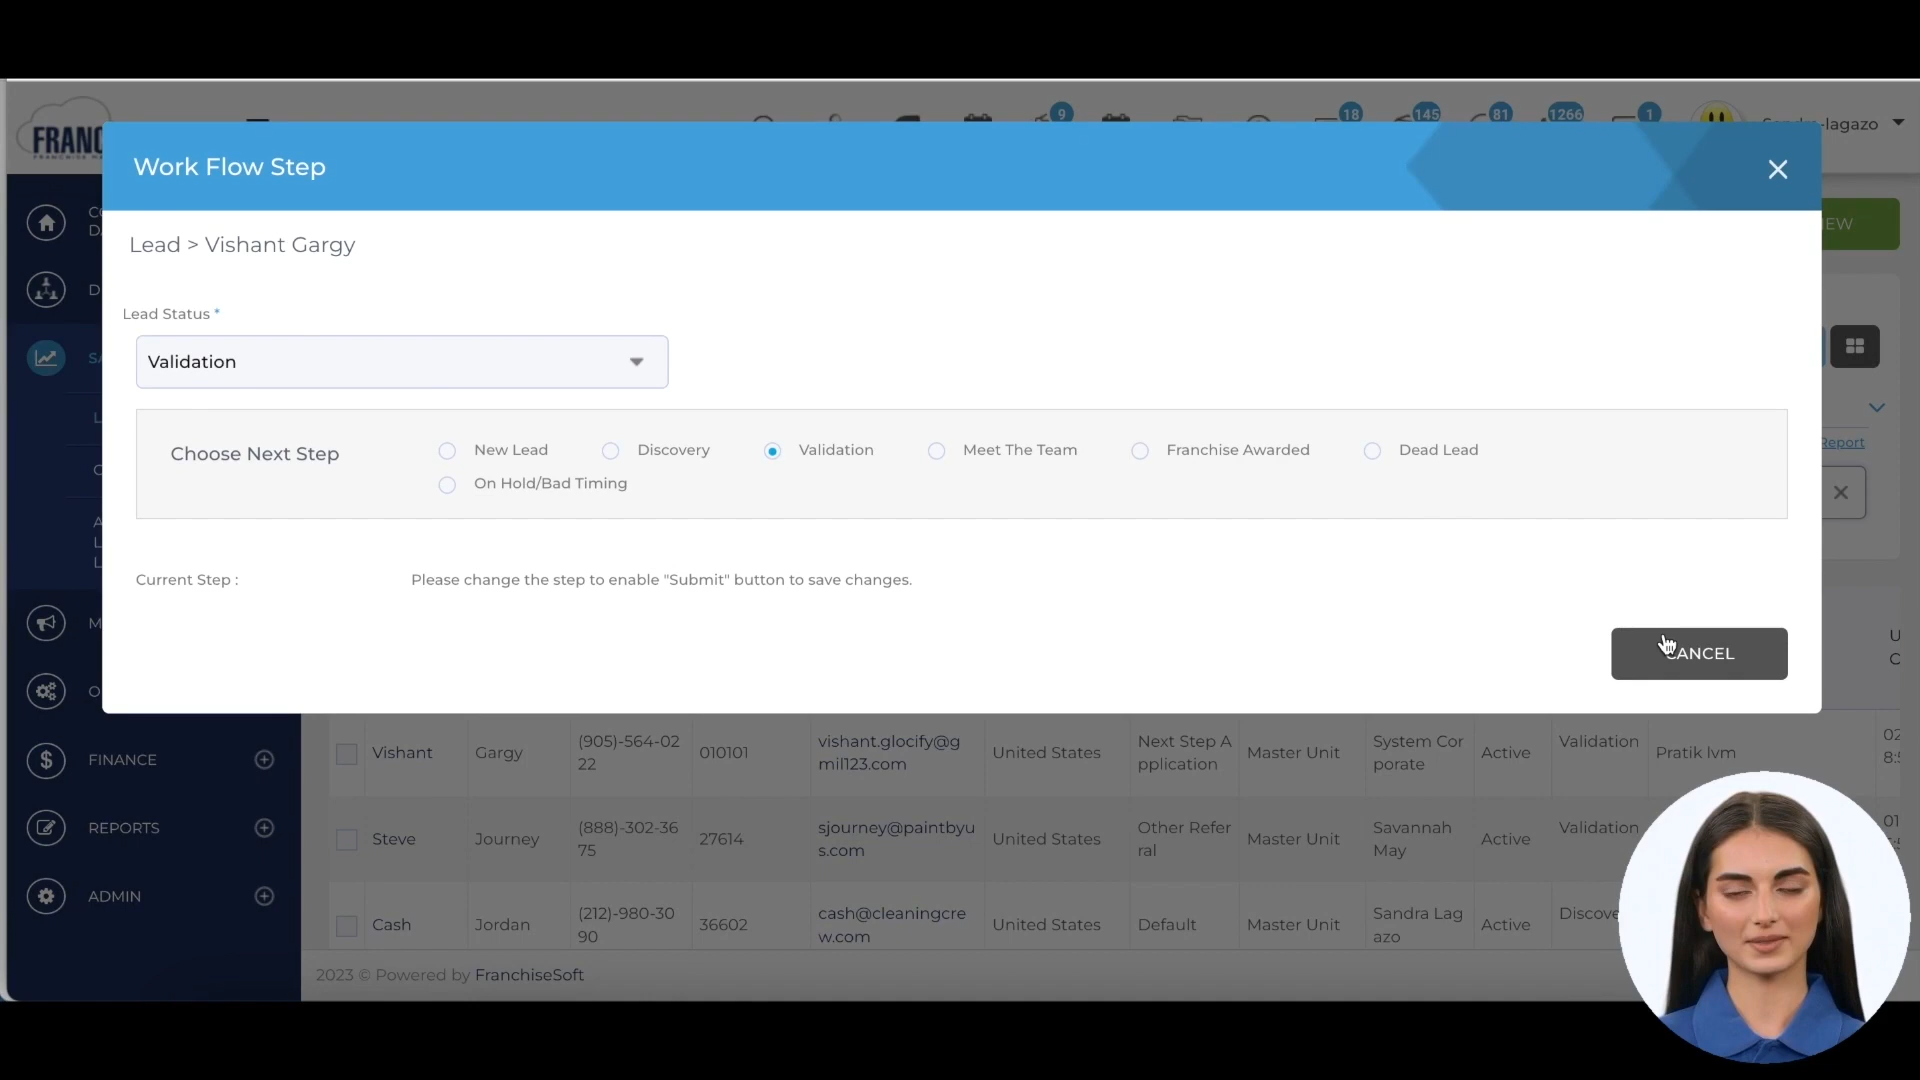 9
18
145
81
1266
1
FRANC
-lagazo
Work Flow Step
Lead > Vishant Gargy
Lead Status *
Validation
Choose Next Step
New Lead
Discovery
Validation
Meet The Team
Franchise Awarded
Dead Lead
On Hold/Bad Timing
Current Step :
Please change the step to enable "Submit" button to save changes.
CANCEL
Report
FINANCE
REPORTS
ADMIN
Vishant
Gargy
(905)-564-02
22
010101
vishant.glocify@g
mil123.com
United States
Next Step A
pplication
Master Unit
System Cor
porate
Active
Validation
Pratik lvm
Steve
Journey
(888)-302-36
75
27614
sjourney@paintbyu
s.com
United States
Other Refer
ral
Master Unit
Savannah
May
Active
Validation
Cash
Jordan
(212)-980-30
90
36602
cash@cleaningcre
w.com
United States
Default
Master Unit
Sandra Lag
azo
Active
Discove
2023 © Powered by FranchiseSoft